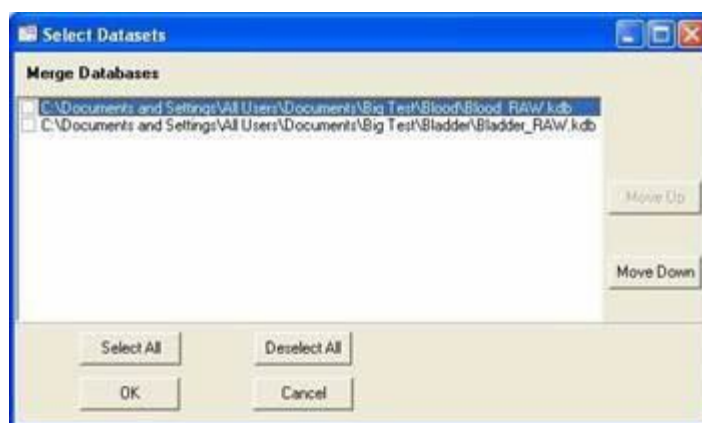 Select Datasets
Merge Databases
C:\Documents and Settings\All Users\Documents\Big Test\Blood\Blood_RAW.kdb
C:\Documents and Settings\All Users\Documents\Big Test\Bladder\Bladder_RAW.kdb
Move Up
Move Down
Select All
Deselect All
OK
Cancel